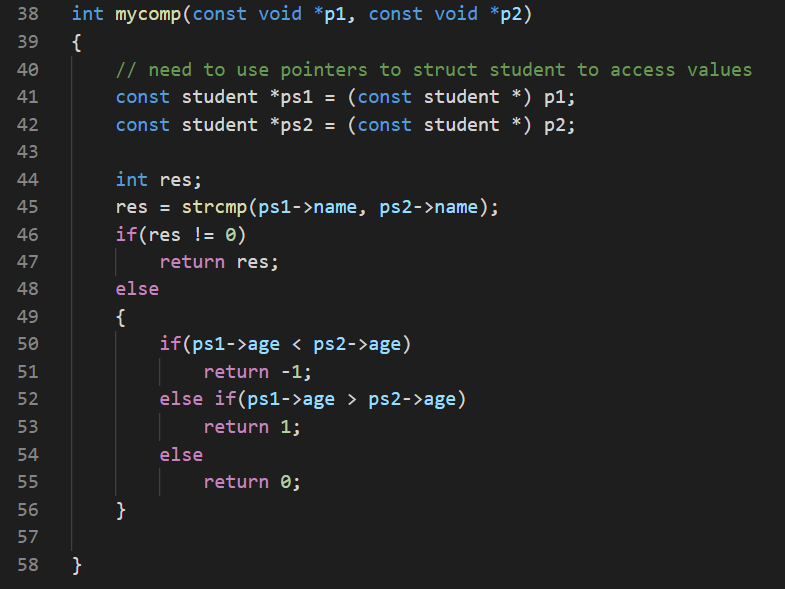 38 int mycomp(const void *p1, const void *p2)
39 {
40     // need to use pointers to struct student to access values
41     const student *ps1 = (const student *) p1;
42     const student *ps2 = (const student *) p2;
43
44     int res;
45     res = strcmp(ps1->name, ps2->name);
46     if(res != 0)
47         return res;
48     else
49     {
50         if(ps1->age < ps2->age)
51             return -1;
52         else if(ps1->age > ps2->age)
53             return 1;
54         else
55             return 0;
56     }
57
58 }